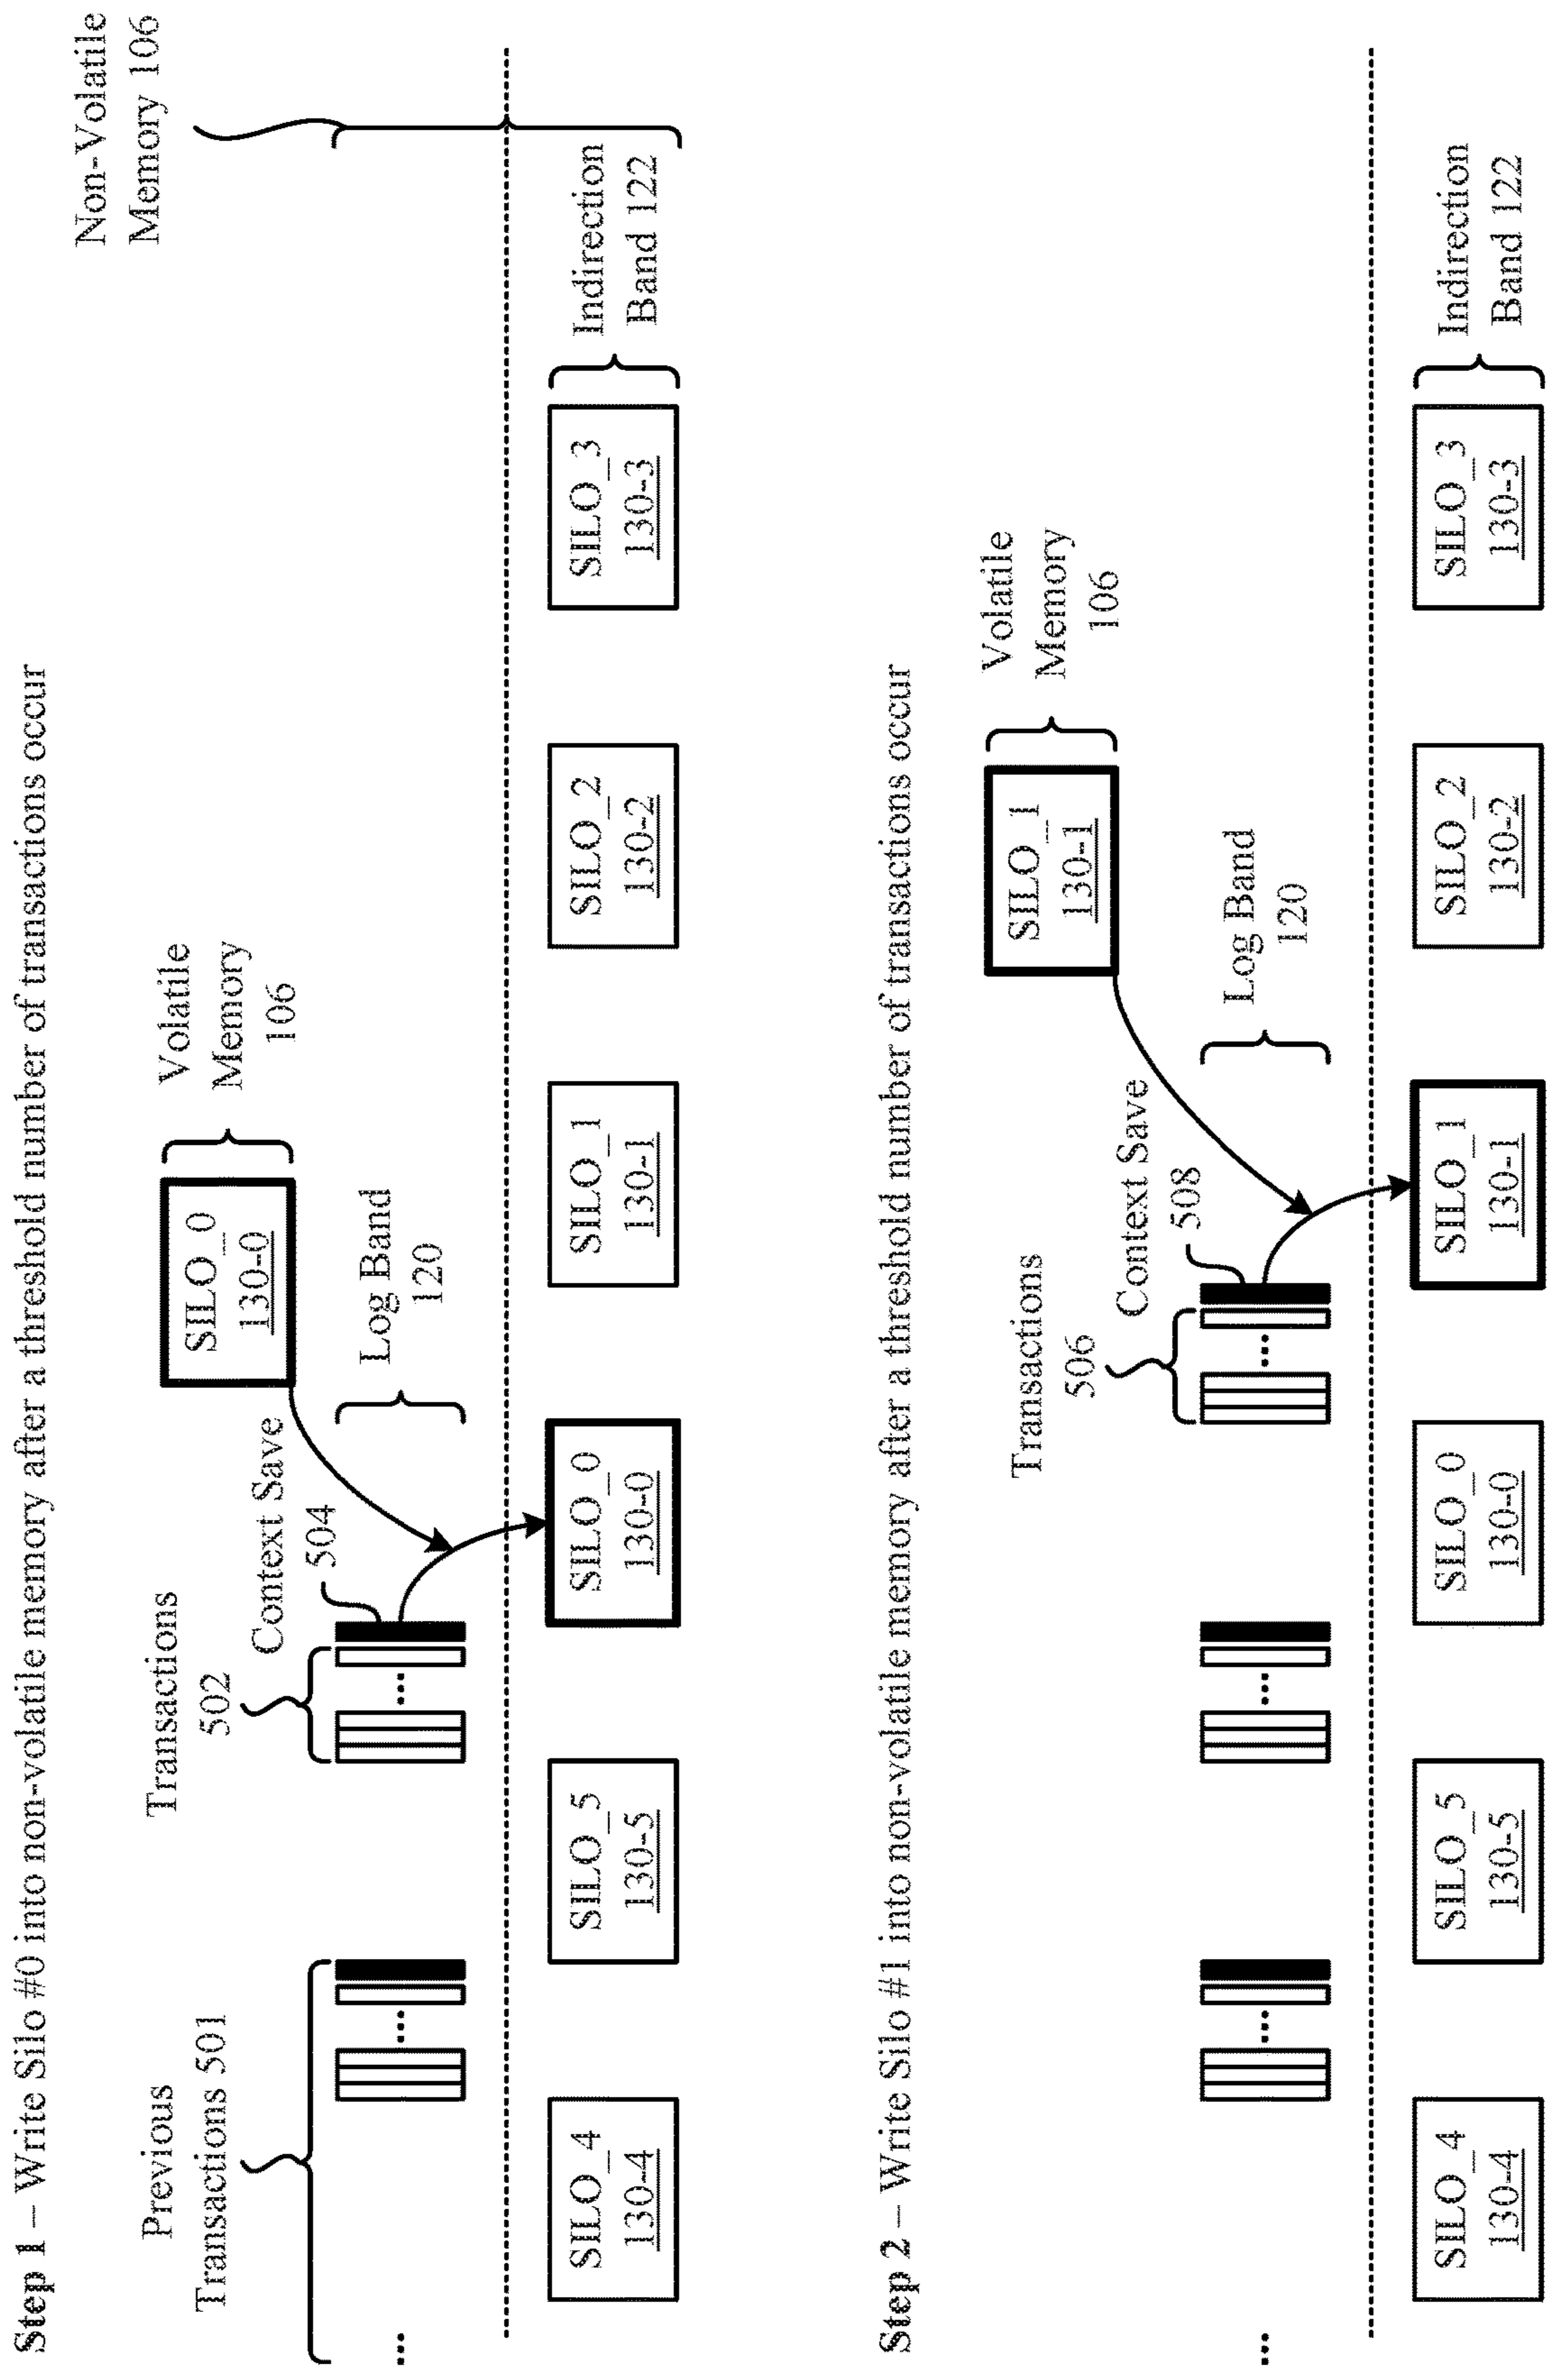 Step 1 – Write Silo #0 into non-volatile memory after a threshold number of transactions occur
Non-Volatile
Memory 106
Previous
Transactions 501
Transactions
502
Context Save
504
SILO_0
130-0
Volatile
Memory
106
Log Band
120
...
...
...
SILO_4
130-4
SILO_5
130-5
SILO_0
130-0
SILO_1
130-1
SILO_2
130-2
SILO_3
130-3
Indirection
Band 122
Step 2 – Write Silo #1 into non-volatile memory after a threshold number of transactions occur
Transactions
506
Context Save
508
SILO_1
130-1
Volatile
Memory
106
Log Band
120
...
...
...
...
SILO_4
130-4
SILO_5
130-5
SILO_0
130-0
SILO_1
130-1
SILO_2
130-2
SILO_3
130-3
Indirection
Band 122